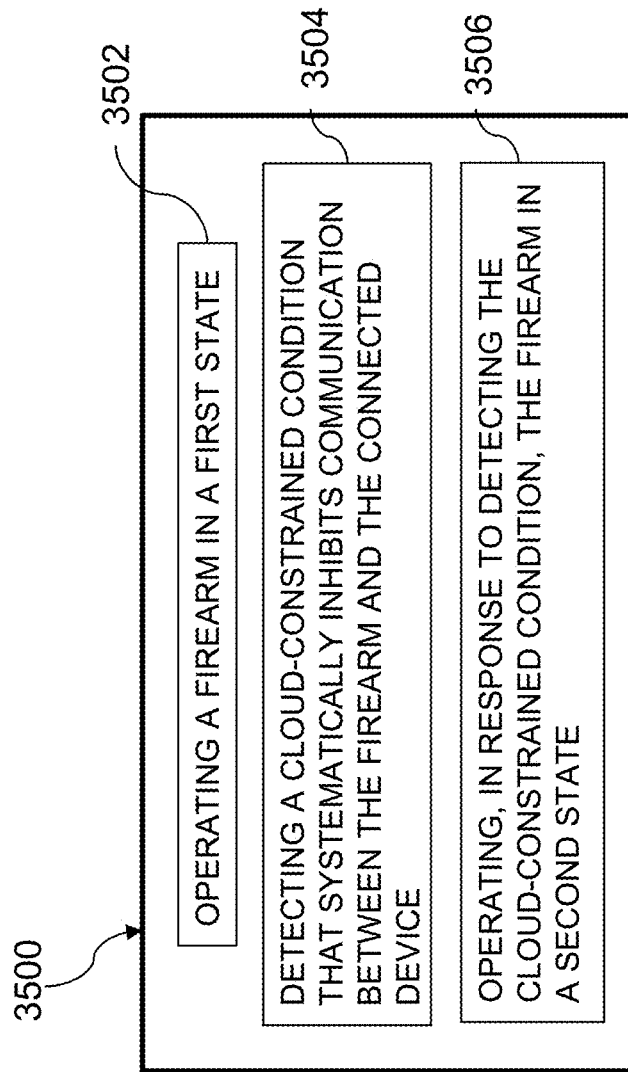 3500
3502
OPERATING A FIREARM IN A FIRST STATE
3504
DETECTING A CLOUD-CONSTRAINED CONDITION
THAT SYSTEMATICALLY INHIBITS COMMUNICATION
BETWEEN THE FIREARM AND THE CONNECTED
DEVICE
3506
OPERATING, IN RESPONSE TO DETECTING THE
CLOUD-CONSTRAINED CONDITION, THE FIREARM IN
A SECOND STATE